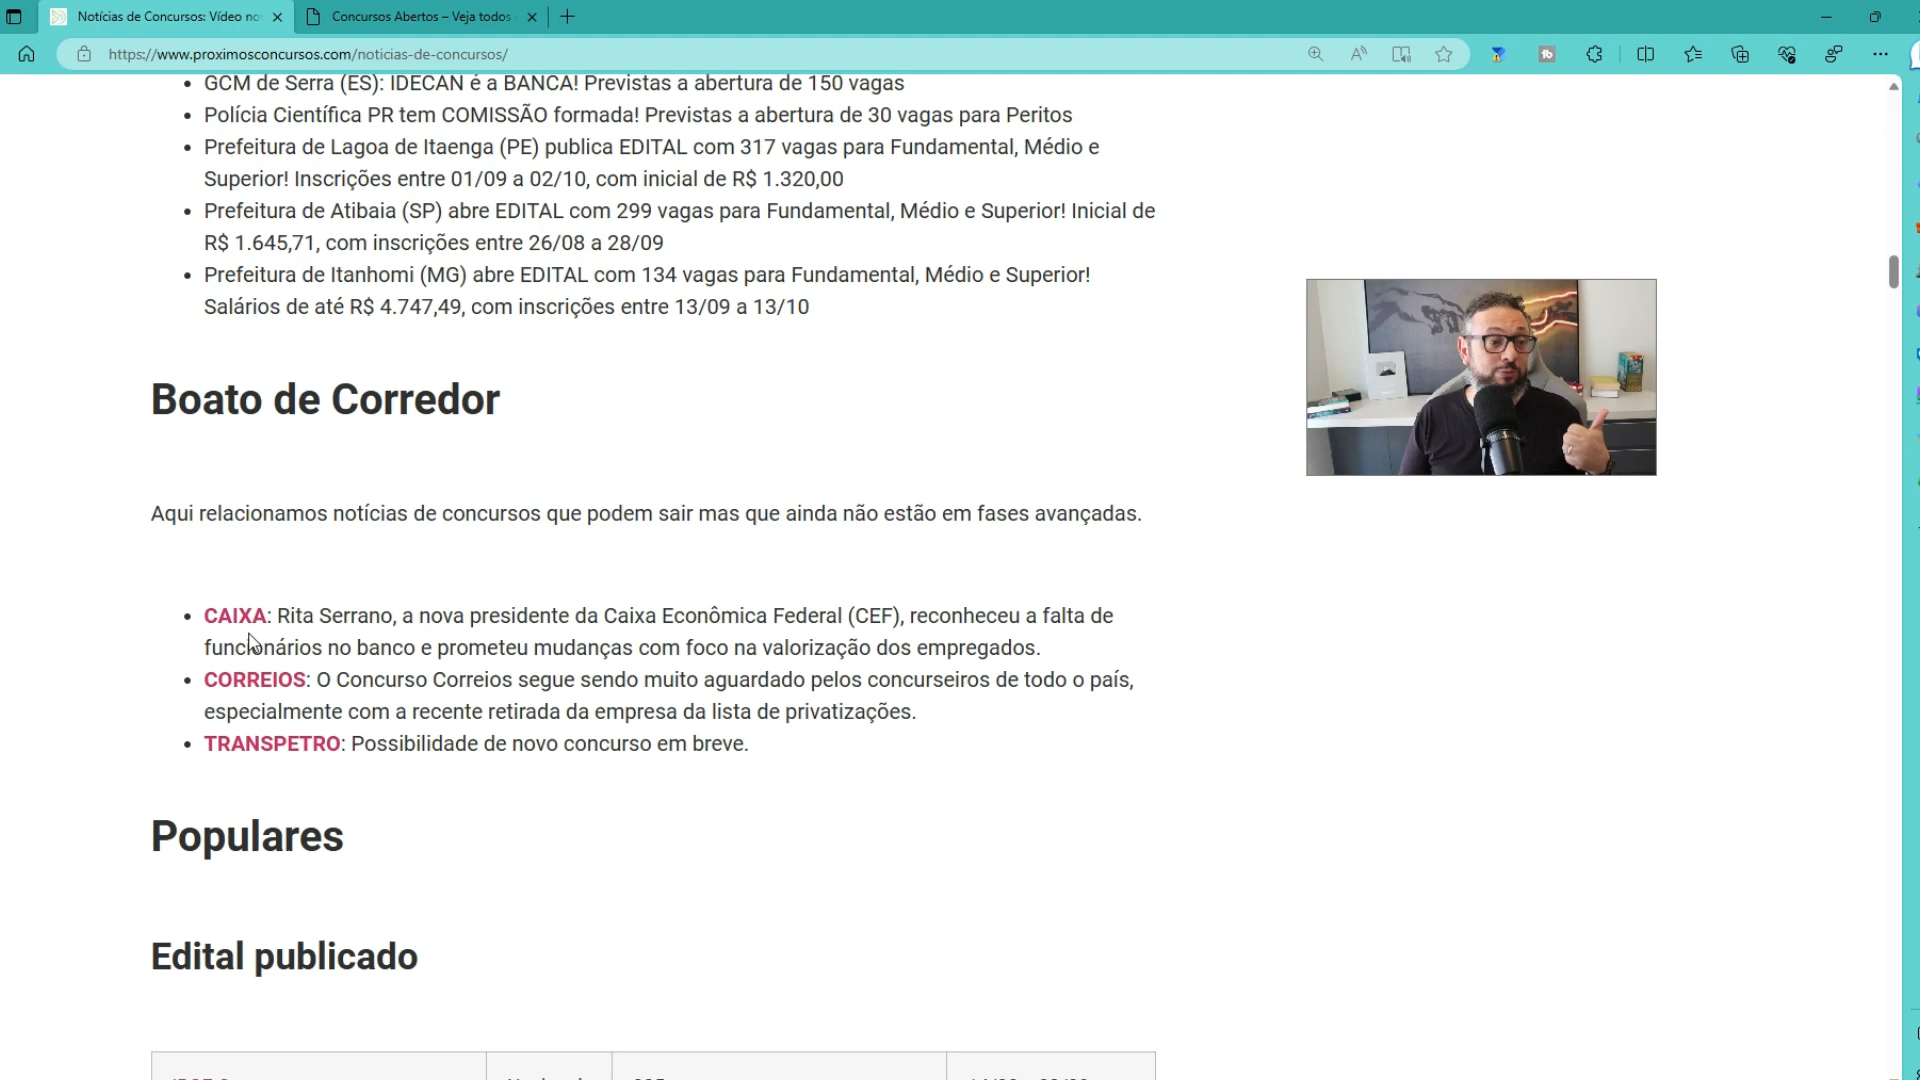 Notícias de Concursos: Vídeo no
Concursos Abertos – Veja todos
https://www.proximosconcursos.com/noticias-de-concursos/
• GCM de Serra (ES): IDECAN é a BANCA! Previstas a abertura de 150 vagas
• Polícia Científica PR tem COMISSÃO formada! Previstas a abertura de 30 vagas para Peritos
• Prefeitura de Lagoa de Itaenga (PE) publica EDITAL com 317 vagas para Fundamental, Médio e
Superior! Inscrições entre 01/09 a 02/10, com inicial de R$ 1.320,00
• Prefeitura de Atibaia (SP) abre EDITAL com 299 vagas para Fundamental, Médio e Superior! Inicial de
R$ 1.645,71, com inscrições entre 26/08 a 28/09
• Prefeitura de Itanhomi (MG) abre EDITAL com 134 vagas para Fundamental, Médio e Superior!
Salários de até R$ 4.747,49, com inscrições entre 13/09 a 13/10
Boato de Corredor
Aqui relacionamos notícias de concursos que podem sair mas que ainda não estão em fases avançadas.
• CAIXA: Rita Serrano, a nova presidente da Caixa Econômica Federal (CEF), reconheceu a falta de
funcionários no banco e prometeu mudanças com foco na valorização dos empregados.
• CORREIOS: O Concurso Correios segue sendo muito aguardado pelos concurseiros de todo o país,
especialmente com a recente retirada da empresa da lista de privatizações.
• TRANSPETRO: Possibilidade de novo concurso em breve.
Populares
Edital publicado